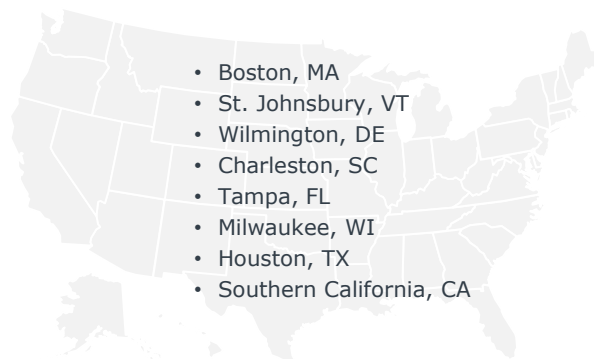 • Boston, MA
• St. Johnsbury, VT
• Wilmington, DE
• Charleston, SC
• Tampa, FL
• Milwaukee, WI
• Houston, TX
• Southern California, CA